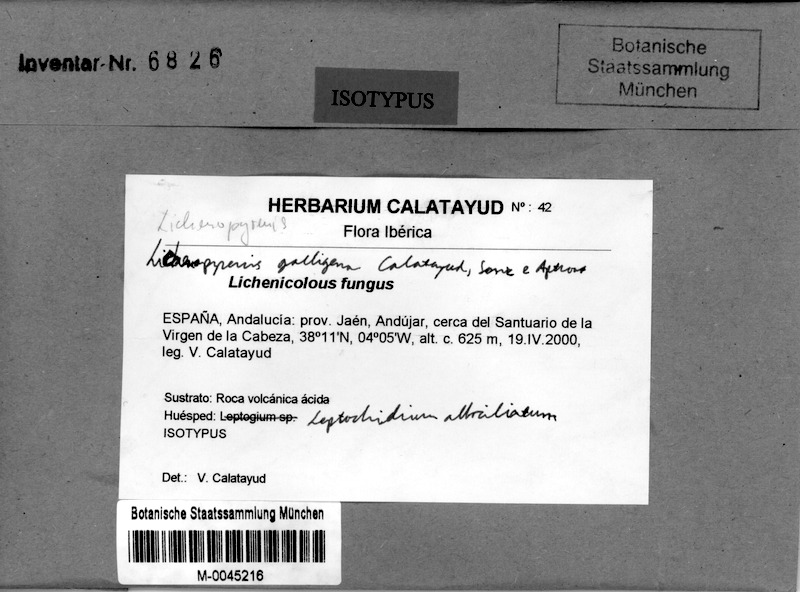 Inventar-Nr. 6826
ISOTYPUS
Botanische
Staatssammlung
München
HERBARIUM CALATAYUD Nº: 42
Lichenopyrenis
Flora Ibérica
Lichenopyrenis galligena Calatayud, Sanz e Aptroot
Lichenicolous fungus
ESPAÑA, Andalucía: prov. Jaén, Andújar, cerca del Santuario de la
Virgen de la Cabeza, 38º11'N, 04º05'W, alt. c. 625 m, 19.IV.2000,
leg. V. Calatayud
Sustrato: Roca volcánica ácida
Huésped: Leptogium sp. Leptochidium albociliatum
ISOTYPUS
Det.: V. Calatayud
Botanische Staatssammlung München
M-0045216